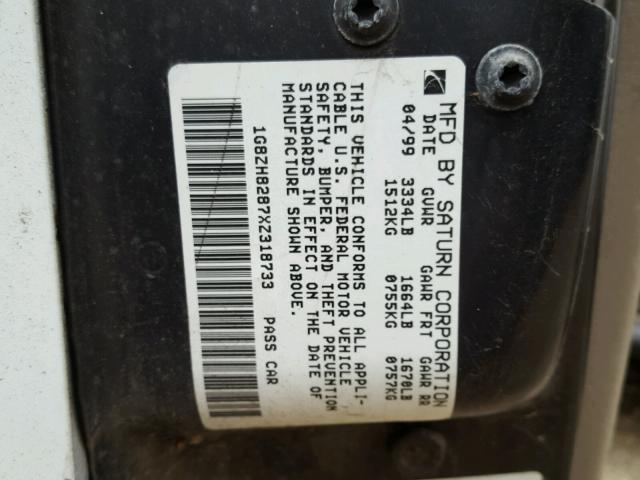 MFD BY SATURN CORPORATION
DATE GVWR GAWR FRT GAWR RR
04/99 3334LB 1664LB 1670LB
1512KG 0755KG 0757KG
THIS VEHICLE CONFORMS TO ALL APPLI-
CABLE U.S. FEDERAL MOTOR VEHICLE
SAFETY, BUMPER, AND THEFT PREVENTION
STANDARDS IN EFFECT ON THE DATE OF
MANUFACTURE SHOWN ABOVE.
1G8ZH8287XZ318733 PASS CAR